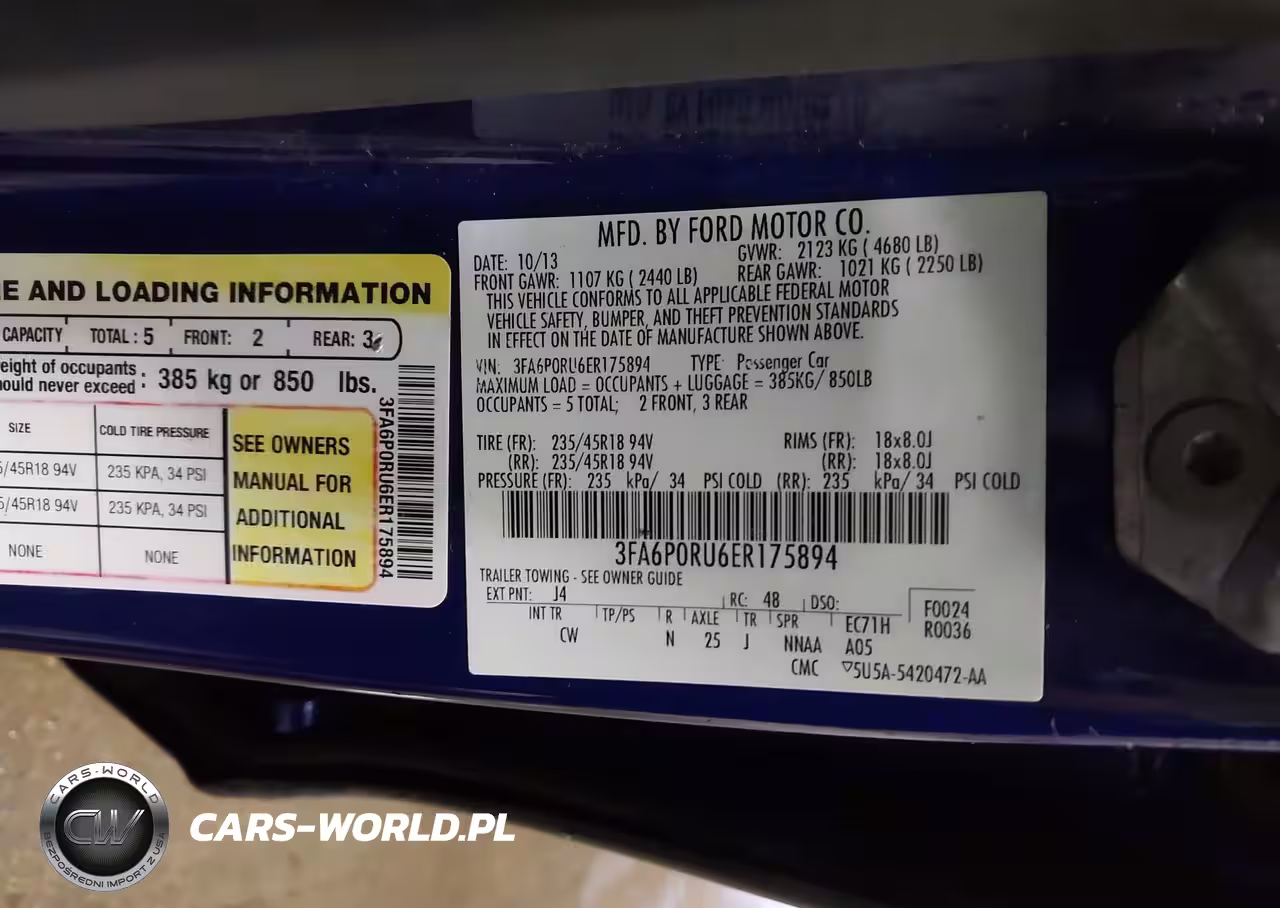 E AND LOADING INFORMATION
CAPACITY TOTAL : 5 FRONT: 2 REAR: 3
eight of occupants
hould never exceed : 385 kg or 850 lbs.
SIZE COLD TIRE PRESSURE
5/45R18 94V 235 KPA, 34 PSI
5/45R18 94V 235 KPA, 34 PSI
NONE NONE
SEE OWNERS
MANUAL FOR
ADDITIONAL
INFORMATION
3FA6P0RU6ER175894
MFD. BY FORD MOTOR CO.
DATE: 10/13 GVWR: 2123 KG ( 4680 LB)
FRONT GAWR: 1107 KG ( 2440 LB) REAR GAWR: 1021 KG ( 2250 LB)
THIS VEHICLE CONFORMS TO ALL APPLICABLE FEDERAL MOTOR
VEHICLE SAFETY, BUMPER, AND THEFT PREVENTION STANDARDS
IN EFFECT ON THE DATE OF MANUFACTURE SHOWN ABOVE.
VIN: 3FA6P0RU6ER175894 TYPE: Passenger Car
MAXIMUM LOAD = OCCUPANTS + LUGGAGE = 385KG/ 850LB
OCCUPANTS = 5 TOTAL; 2 FRONT, 3 REAR
TIRE (FR): 235/45R18 94V RIMS (FR): 18x8.0J
(RR): 235/45R18 94V (RR): 18x8.0J
PRESSURE (FR): 235 kPa/ 34 PSI COLD (RR): 235 kPa/ 34 PSI COLD
3FA6P0RU6ER175894
TRAILER TOWING - SEE OWNER GUIDE
EXT PNT: J4 RC: 48 DSO: F0024
INT TR TP/PS R AXLE TR SPR EC71H R0036
CW N 25 J NNAA A05
CMC ▽5U5A-5420472-AA
CARS-WORLD
CW
BEZPOŚREDNI IMPORT Z USA
CARS-WORLD.PL